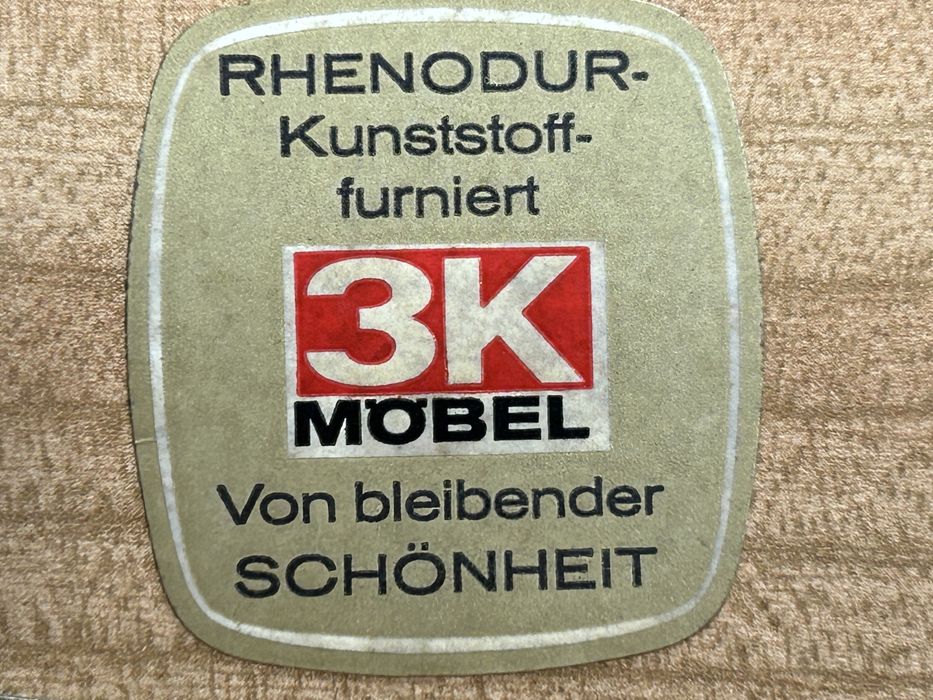 RHENODUR-
Kunststoff-
furniert
3K
MÖBEL
Von bleibender
SCHÖNHEIT